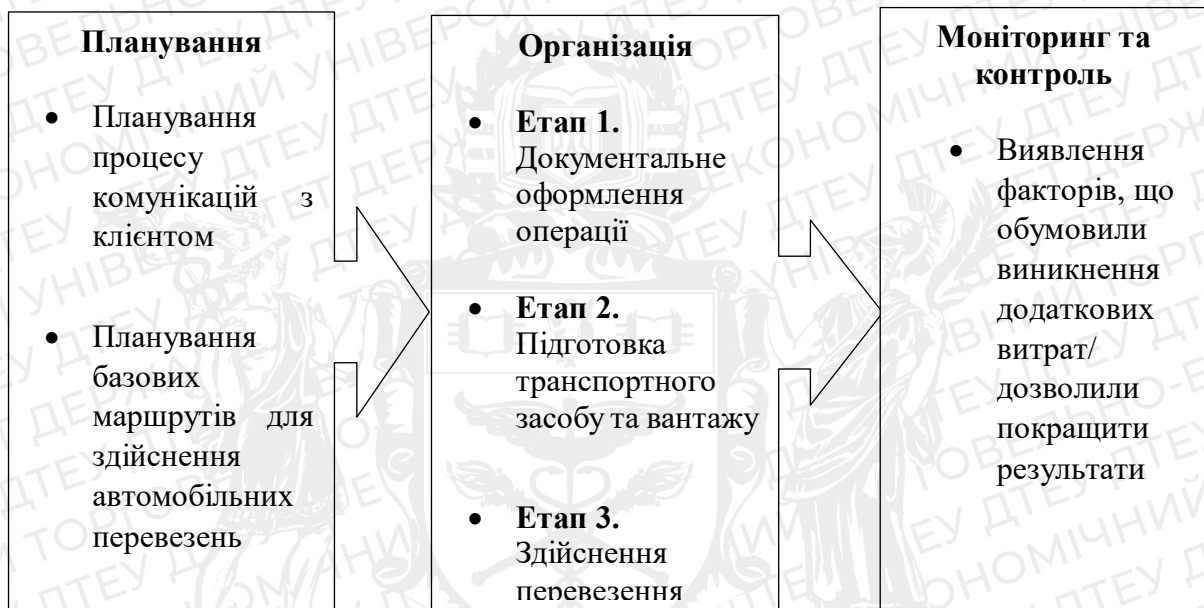 Планування
• Планування
процесу
комунікацій з
клієнтом
• Планування
базових
маршрутів для
здійснення
автомобільних
перевезень
Організація
• Етап 1.
Документальне
оформлення
операції
• Етап 2.
Підготовка
транспортного
засобу та вантажу
• Етап 3.
Здійснення
перевезення
Моніторинг та
контроль
• Виявлення
факторів, що
обумовили
виникнення
додаткових
витрат/
дозволили
покращити
результати